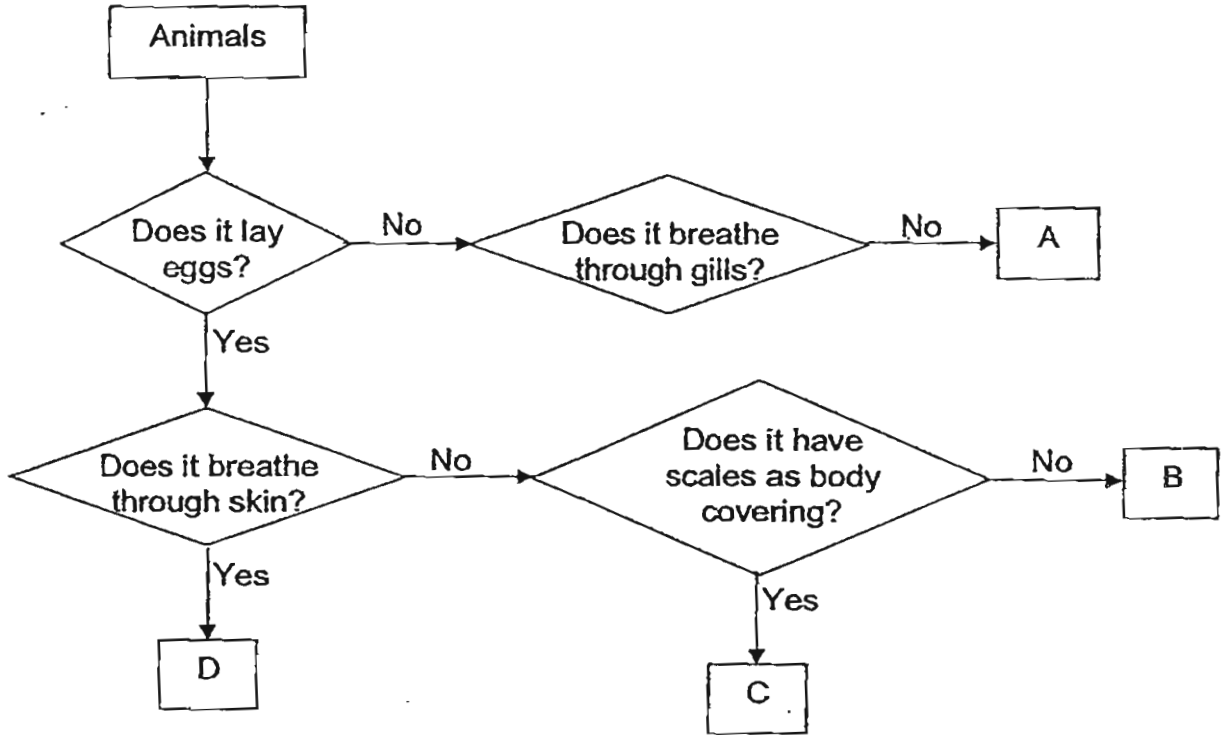 Animals
Does it lay
eggs?
No
Does it breathe
through gills?
No
A
Yes
Does it breathe
through skin?
No
Does it have
scales as body
covering?
No
B
Yes
D
Yes
C